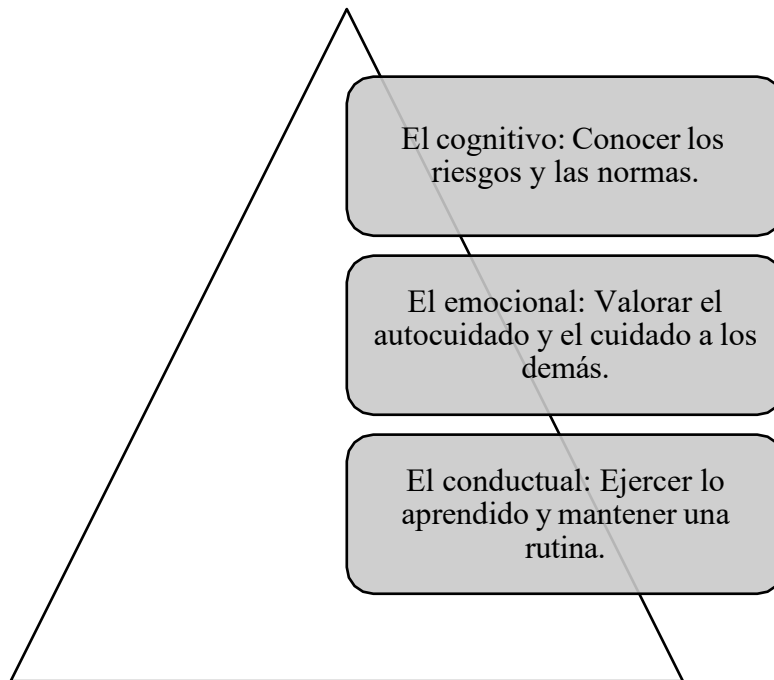 El cognitivo: Conocer los
riesgos y las normas.
El emocional: Valorar el
autocuidado y el cuidado a los
demás.
El conductual: Ejercer lo
aprendido y mantener una
rutina.